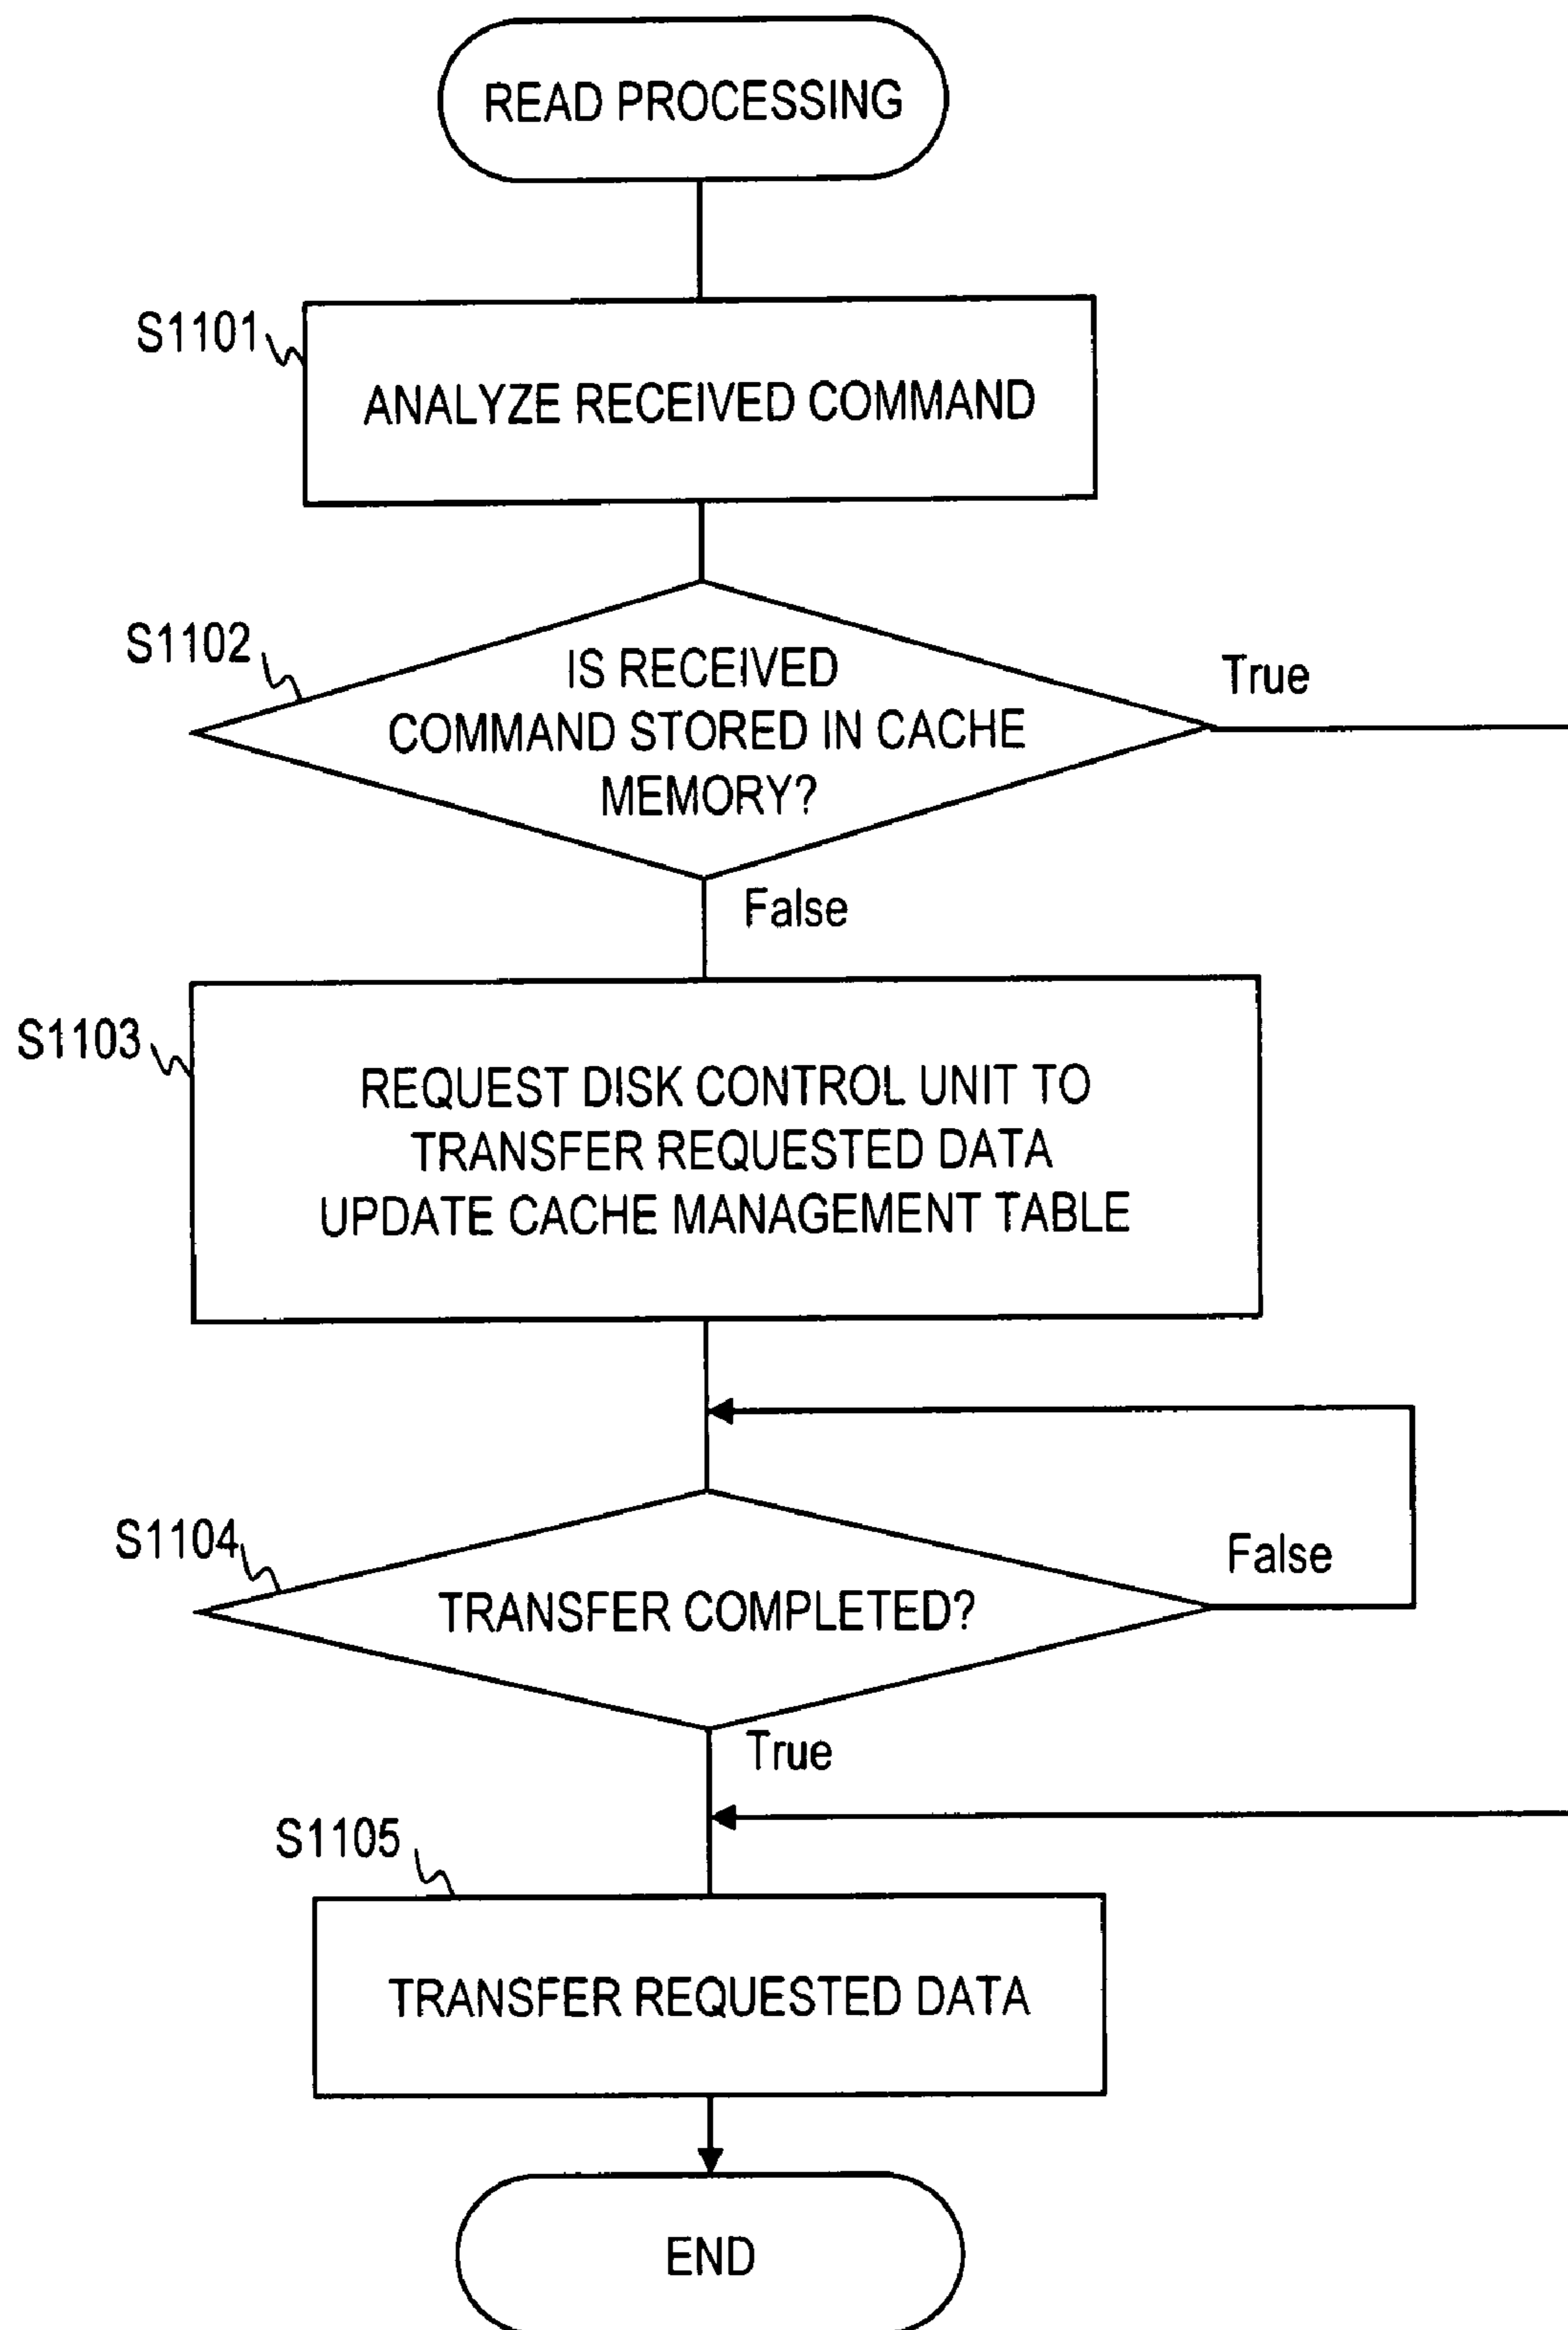 READ PROCESSING
S1101
ANALYZE RECEIVED COMMAND
S1102
IS RECEIVED
COMMAND STORED IN CACHE
MEMORY?
True
False
S1103
REQUEST DISK CONTROL UNIT TO
TRANSFER REQUESTED DATA
UPDATE CACHE MANAGEMENT TABLE
S1104
TRANSFER COMPLETED?
False
True
S1105
TRANSFER REQUESTED DATA
END